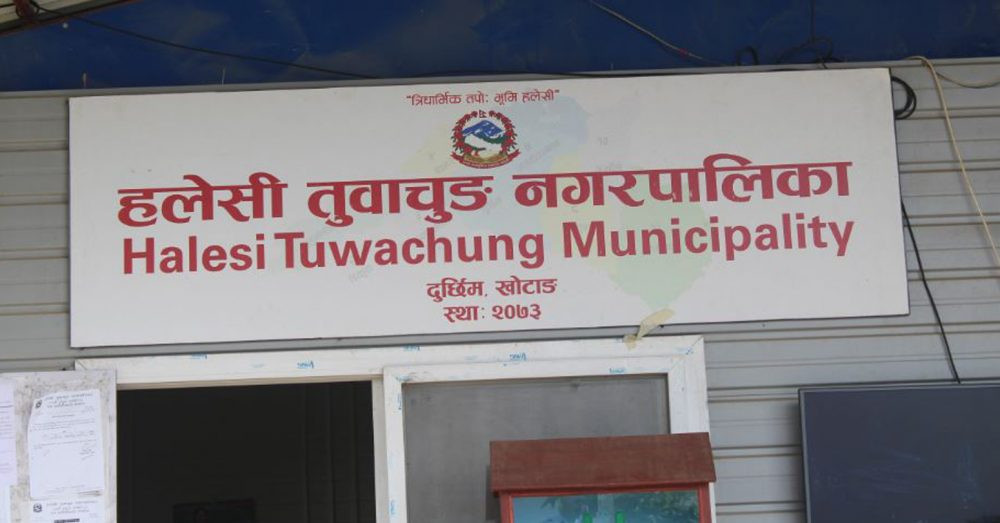 "त्रिधार्मिक तपो: भूमि हलेसी"
हलेसी तुवाचुङ नगरपालिका
Halesi Tuwachung Municipality
दुर्छिम, खोटाङ
स्था: २०७३